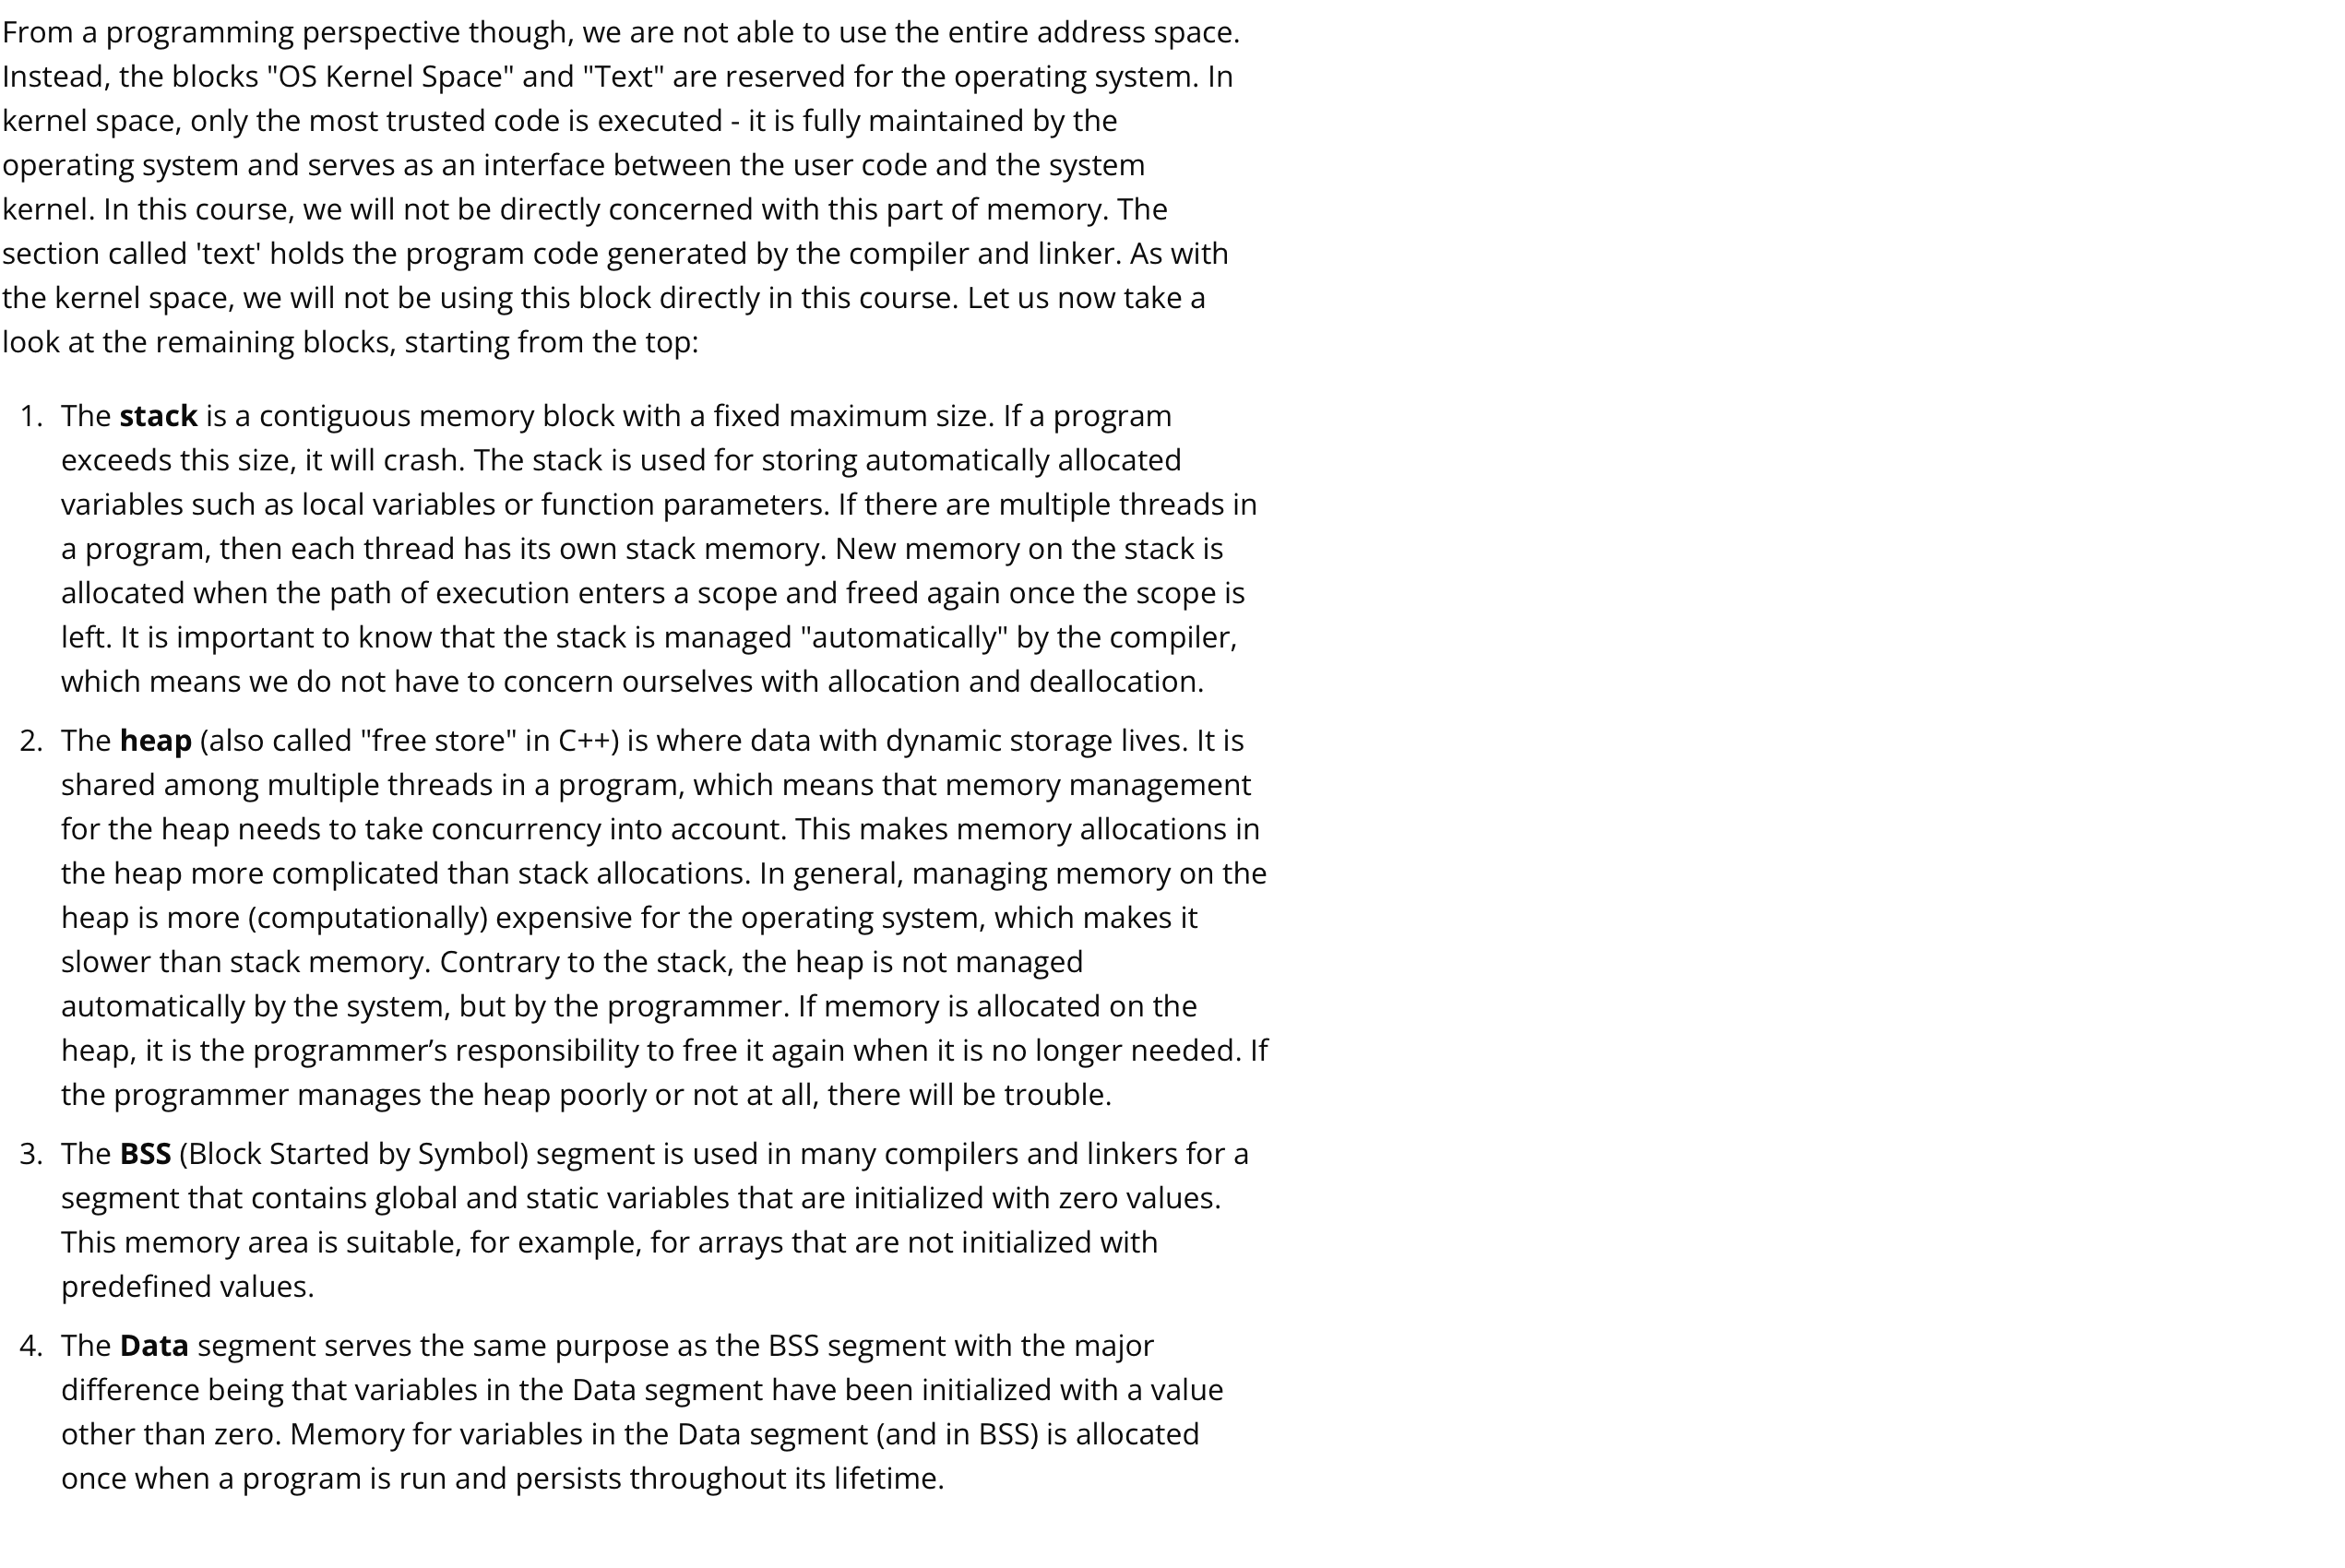 From a programming perspective though, we are not able to use the entire address space.
Instead, the blocks "OS Kernel Space" and "Text" are reserved for the operating system. In
kernel space, only the most trusted code is executed - it is fully maintained by the
operating system and serves as an interface between the user code and the system
kernel. In this course, we will not be directly concerned with this part of memory. The
section called 'text' holds the program code generated by the compiler and linker. As with
the kernel space, we will not be using this block directly in this course. Let us now take a
look at the remaining blocks, starting from the top:
1. The stack is a contiguous memory block with a fixed maximum size. If a program
exceeds this size, it will crash. The stack is used for storing automatically allocated
variables such as local variables or function parameters. If there are multiple threads in
a program, then each thread has its own stack memory. New memory on the stack is
allocated when the path of execution enters a scope and freed again once the scope is
left. It is important to know that the stack is managed "automatically" by the compiler,
which means we do not have to concern ourselves with allocation and deallocation.
2. The heap (also called "free store" in C++) is where data with dynamic storage lives. It is
shared among multiple threads in a program, which means that memory management
for the heap needs to take concurrency into account. This makes memory allocations in
the heap more complicated than stack allocations. In general, managing memory on the
heap is more (computationally) expensive for the operating system, which makes it
slower than stack memory. Contrary to the stack, the heap is not managed
automatically by the system, but by the programmer. If memory is allocated on the
heap, it is the programmer’s responsibility to free it again when it is no longer needed. If
the programmer manages the heap poorly or not at all, there will be trouble.
3. The BSS (Block Started by Symbol) segment is used in many compilers and linkers for a
segment that contains global and static variables that are initialized with zero values.
This memory area is suitable, for example, for arrays that are not initialized with
predefined values.
4. The Data segment serves the same purpose as the BSS segment with the major
difference being that variables in the Data segment have been initialized with a value
other than zero. Memory for variables in the Data segment (and in BSS) is allocated
once when a program is run and persists throughout its lifetime.